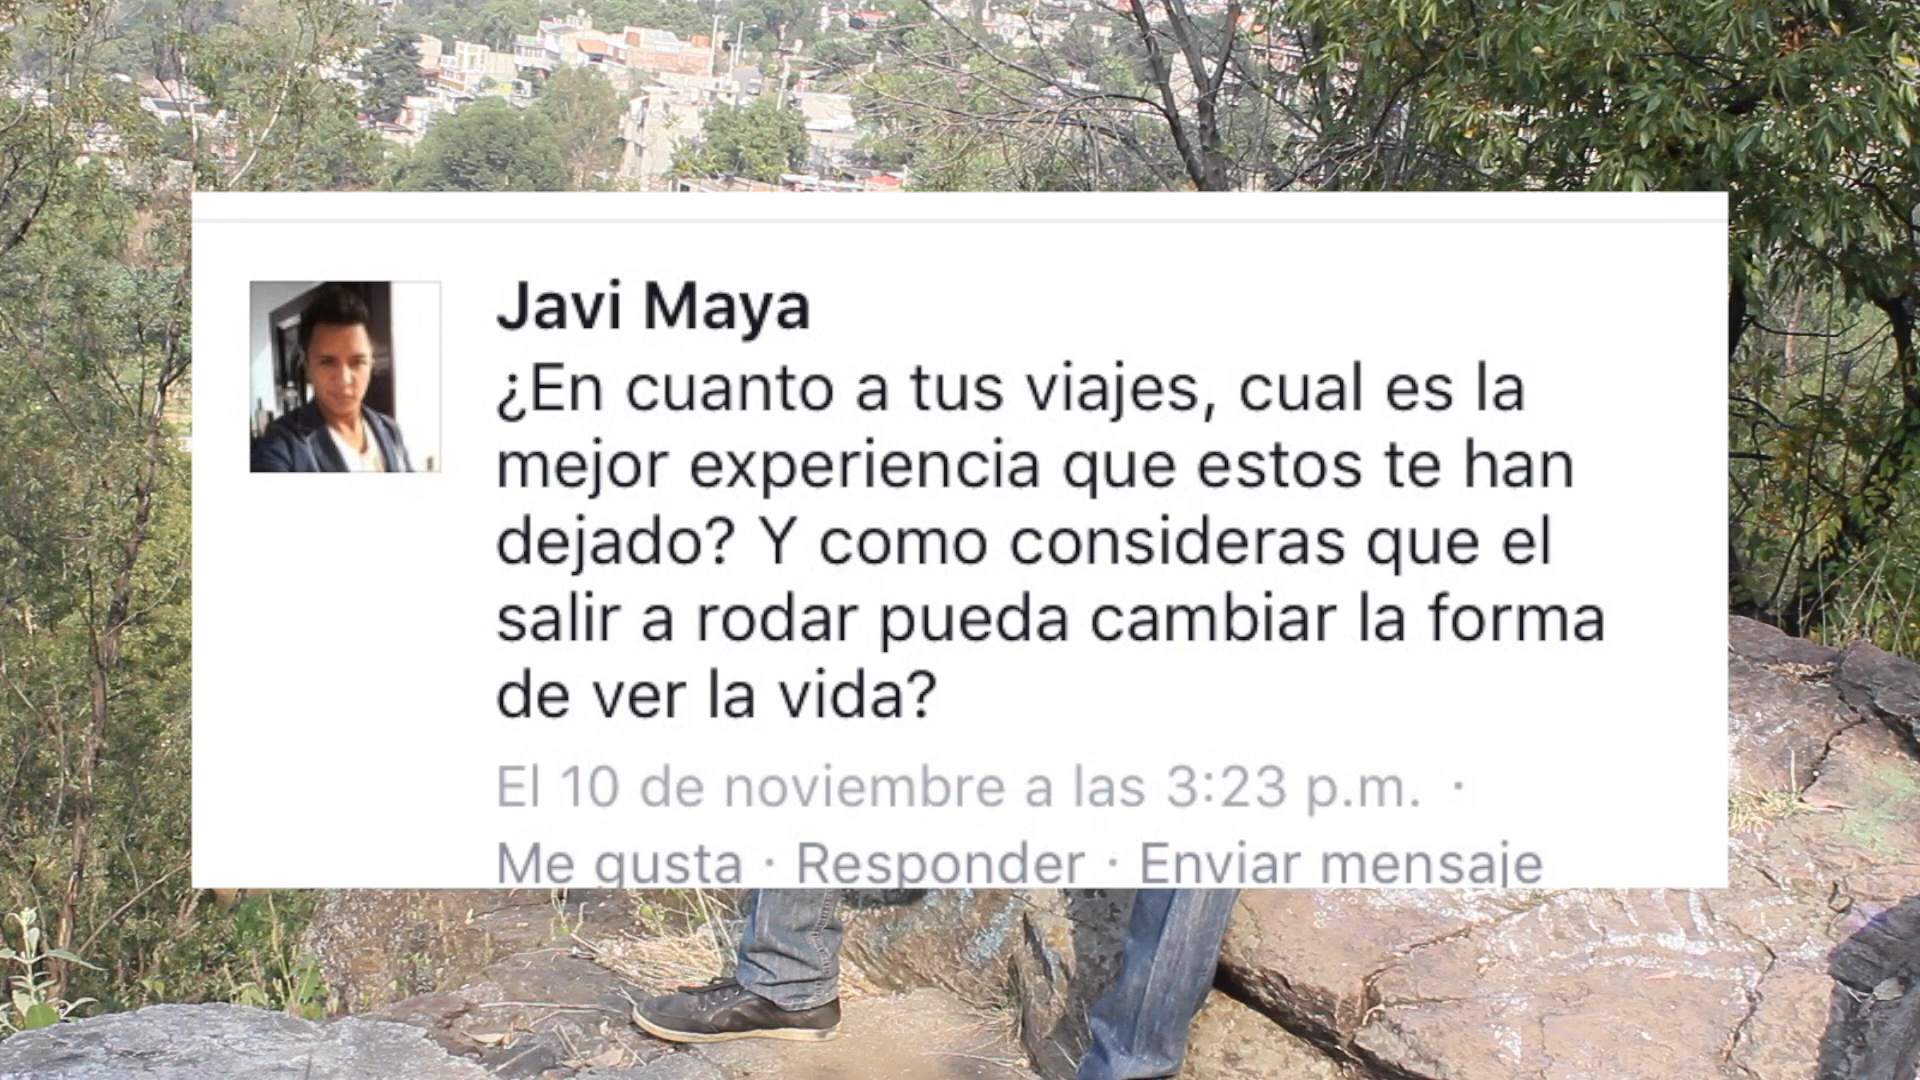 Javi Maya
¿En cuanto a tus viajes, cual es la
mejor experiencia que estos te han
dejado? Y como consideras que el
salir a rodar pueda cambiar la forma
de ver la vida?
El 10 de noviembre a las 3:23 p.m. ·
Me gusta · Responder · Enviar mensaje